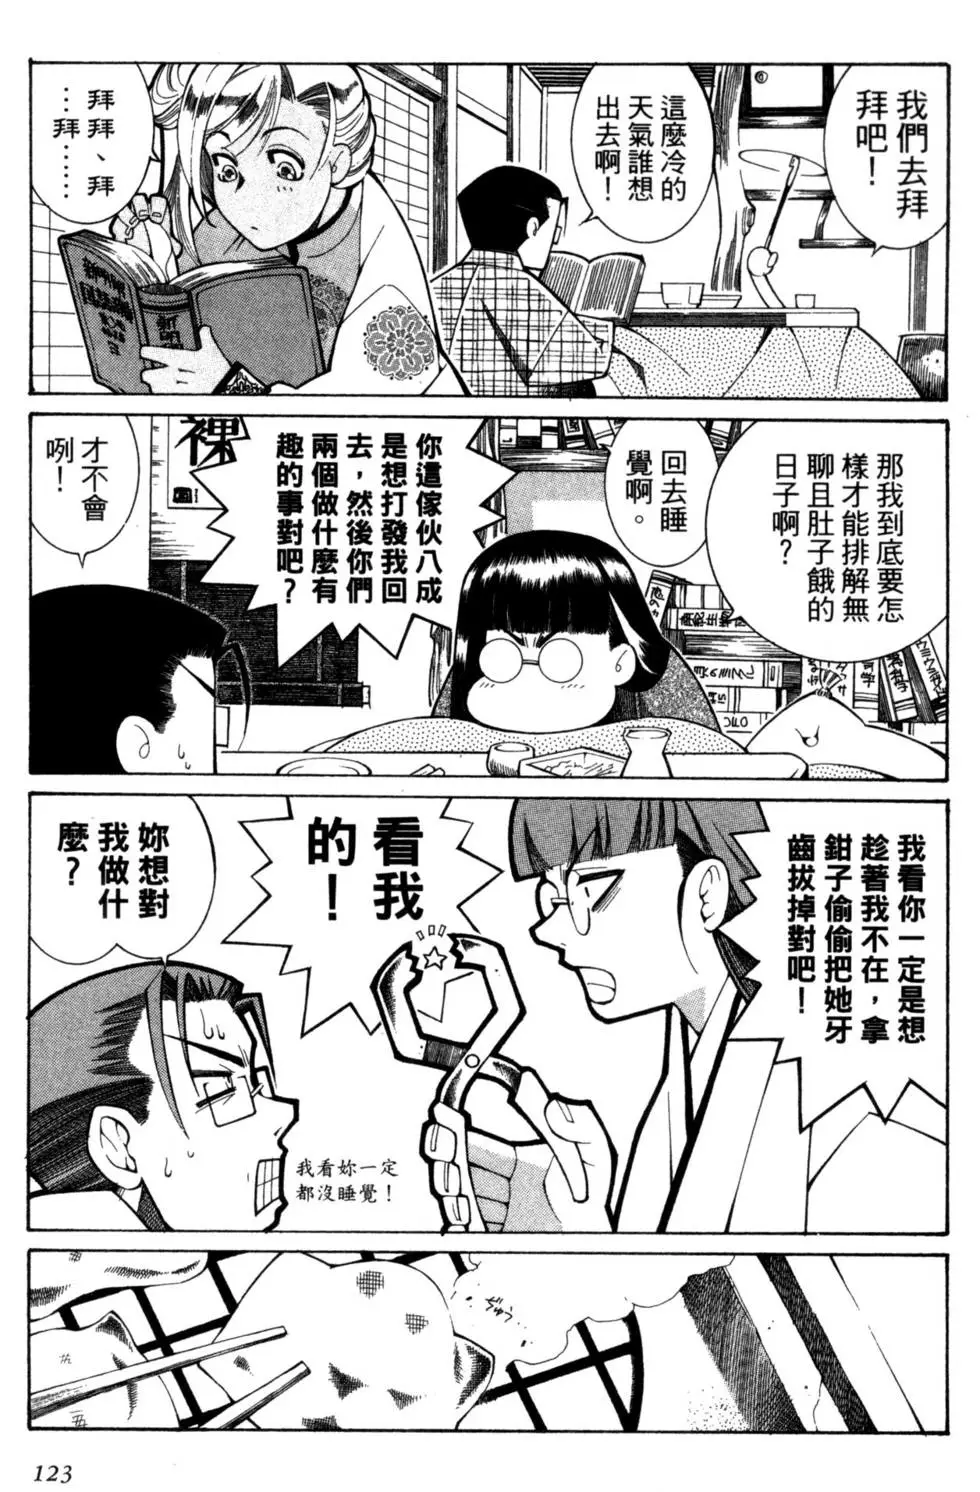 我們去拜
拜吧！
這麼冷的
天氣誰想
出去啊！
拜拜、拜
…拜……
那我到底要怎
樣才能排解無
聊且肚子餓的
日子啊？
回去睡
覺啊。
你這傢伙八成
是想打發我回
去，然後你們
兩個做什麼有
趣的事對吧？
裸
才不會
咧！
我看你一定是想
趁著我不在，拿
鉗子偷偷把她牙
齒拔掉對吧！
看我
的！
妳想對
我做什
麼？
我看妳一定
都沒睡覺！
ぢゅう
123